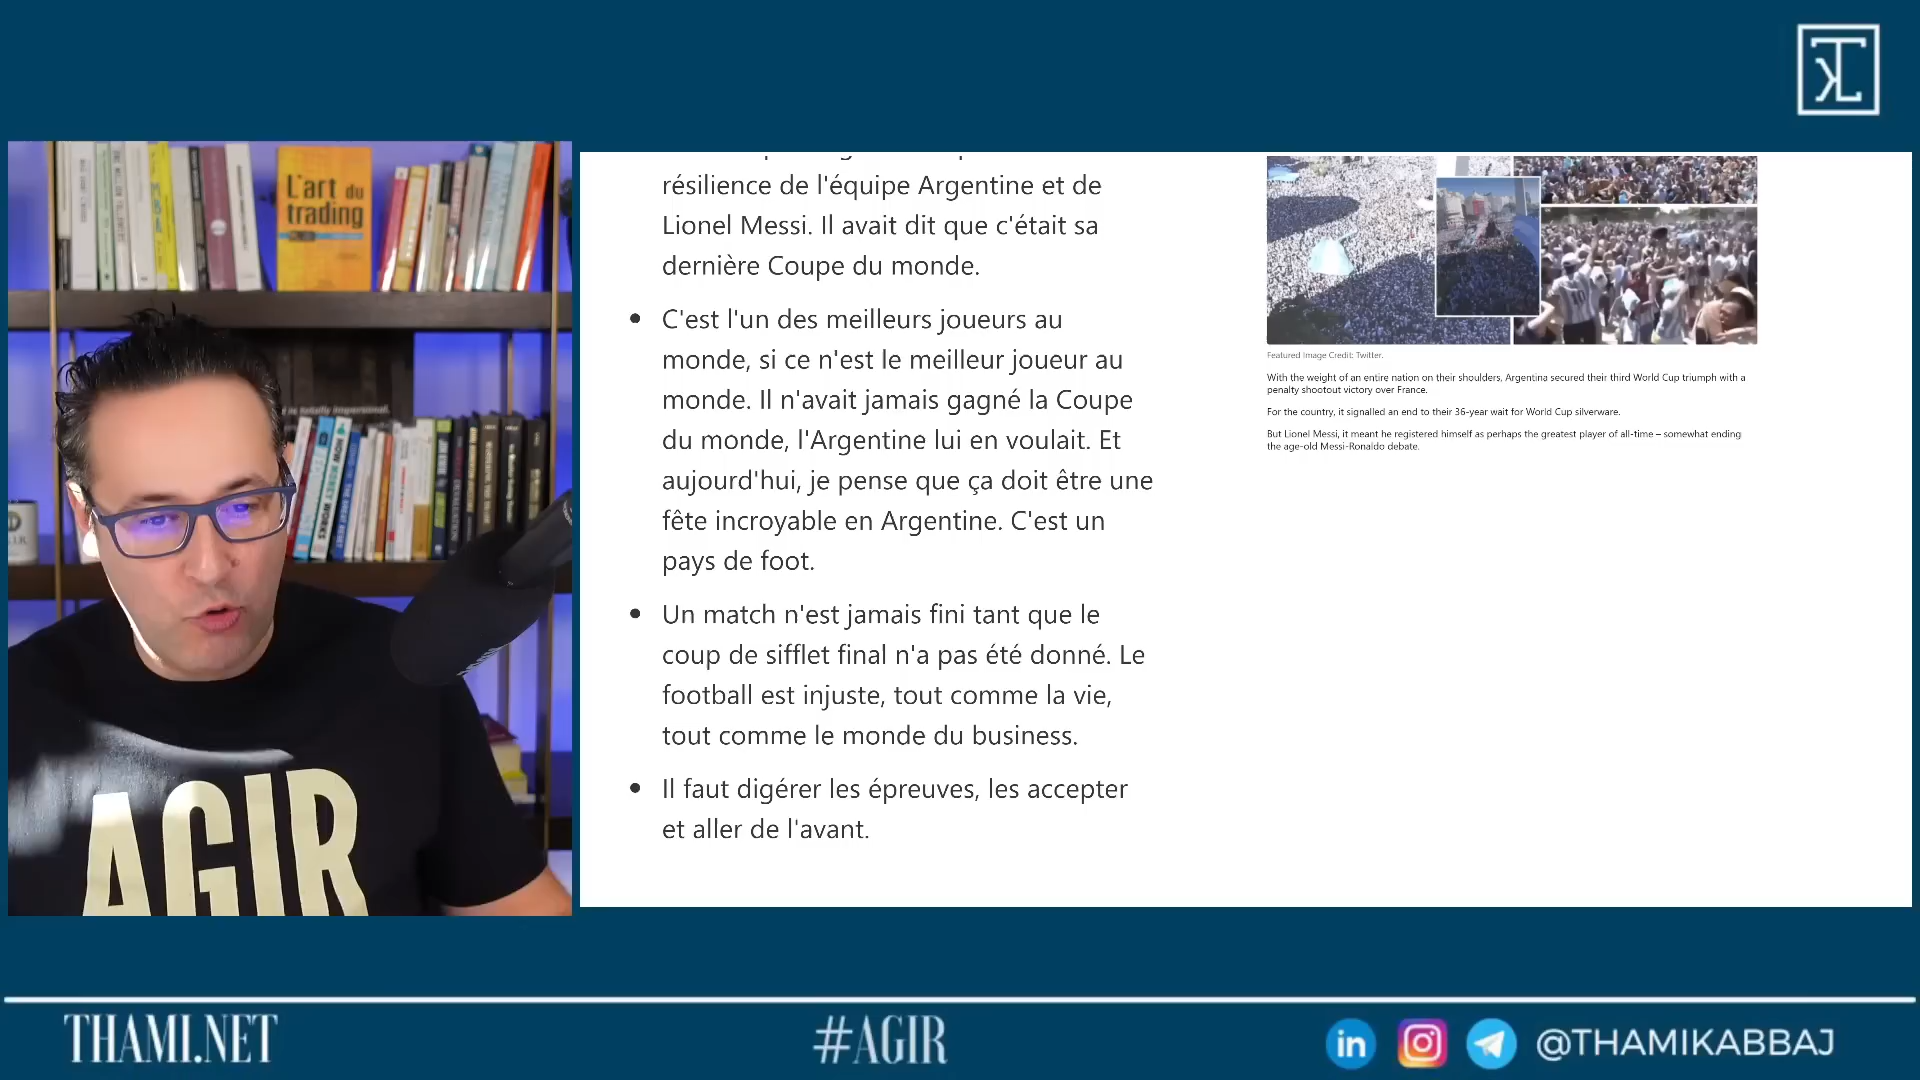 L'art du
trading
AGIR
résilience de l'équipe Argentine et de
Lionel Messi. Il avait dit que c'était sa
dernière Coupe du monde.
• C'est l'un des meilleurs joueurs au
monde, si ce n'est le meilleur joueur au
monde. Il n'avait jamais gagné la Coupe
du monde, l'Argentine lui en voulait. Et
aujourd'hui, je pense que ça doit être une
fête incroyable en Argentine. C'est un
pays de foot.
• Un match n'est jamais fini tant que le
coup de sifflet final n'a pas été donné. Le
football est injuste, tout comme la vie,
tout comme le monde du business.
• Il faut digérer les épreuves, les accepter
et aller de l'avant.
Featured Image Credit: Twitter.
With the weight of an entire nation on their shoulders, Argentina secured their third World Cup triumph with a
penalty shootout victory over France.
For the country, it signalled an end to their 36-year wait for World Cup silverware.
But Lionel Messi, it meant he registered himself as perhaps the greatest player of all-time – somewhat ending
the age-old Messi-Ronaldo debate.
THAMI.NET
#AGIR
in
@THAMIKABBAJ